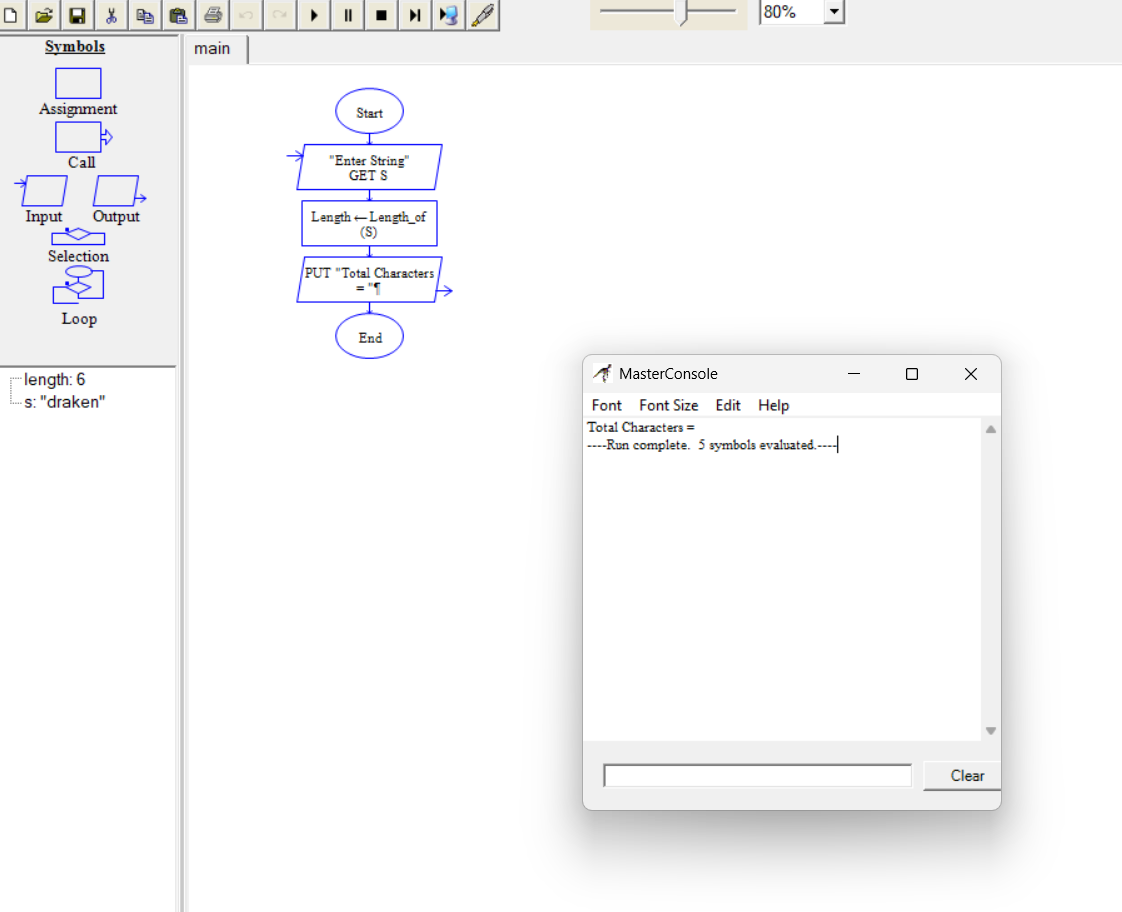 80%
Symbols
main
Assignment
Call
Input Output
Selection
Loop
Start
"Enter String"
GET S
Length ← Length_of
(S)
PUT "Total Characters
= "¶
End
length: 6
s: "draken"
MasterConsole
Font Font Size Edit Help
Total Characters =
----Run complete.  5 symbols evaluated.----
Clear